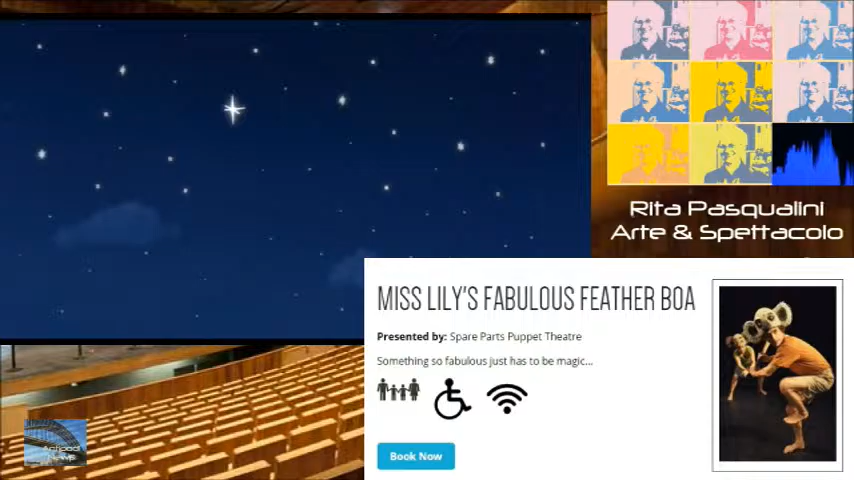 Rita Pasqualini
Arte & Spettacolo
MISS LILY'S FABULOUS FEATHER BOA
Presented by: Spare Parts Puppet Theatre
Something so fabulous just has to be magic...
Book Now